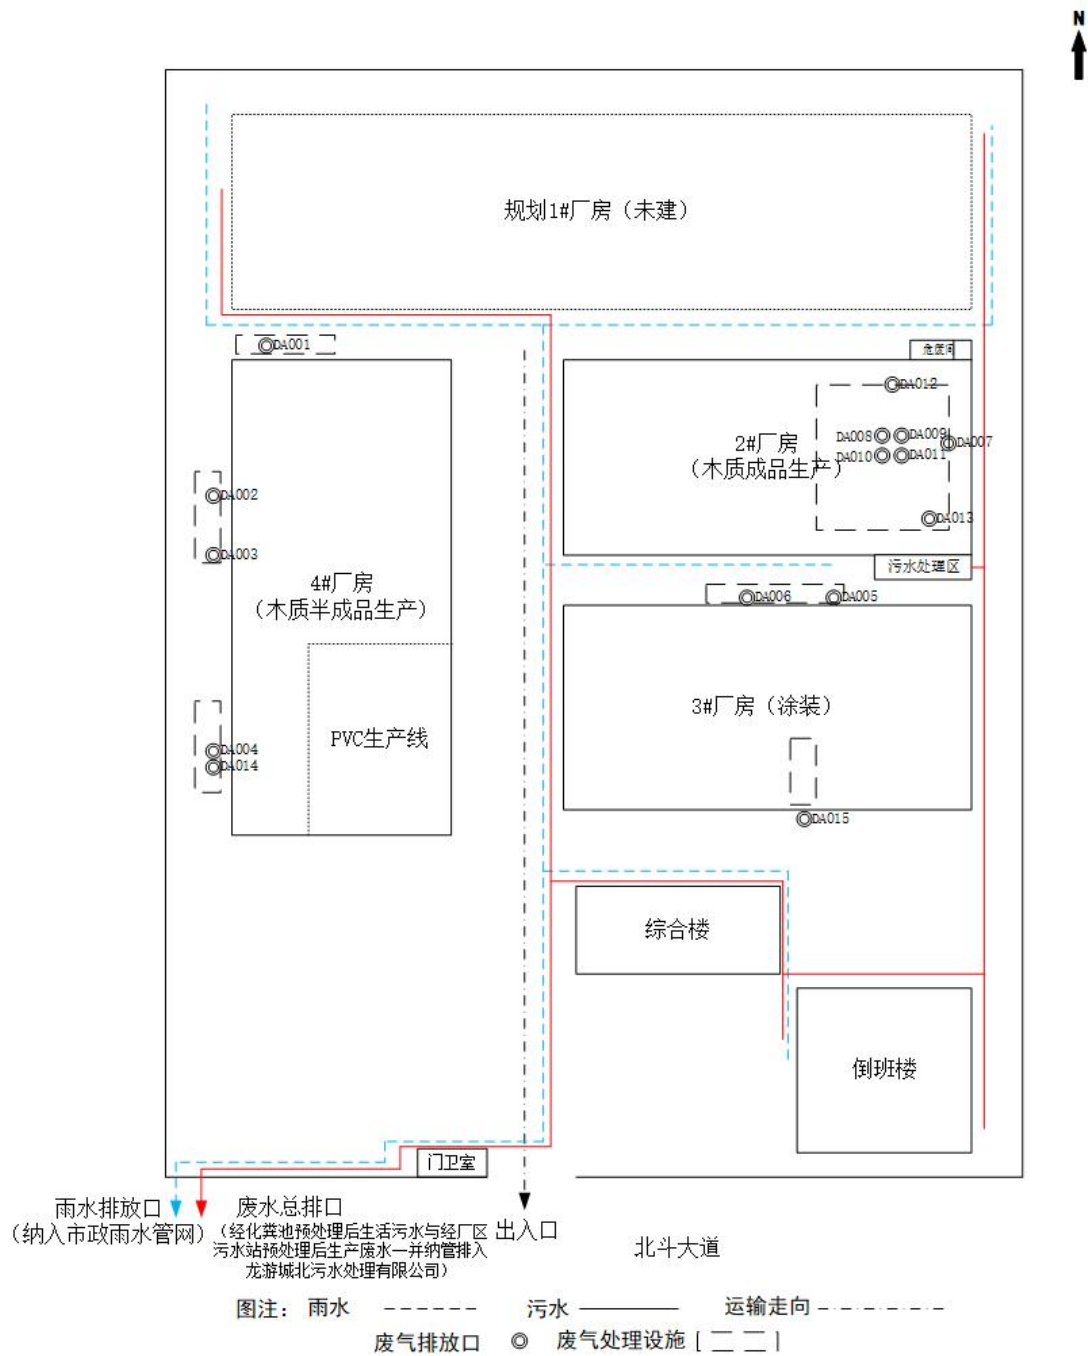 N
规划1#厂房（未建）
DA001
危废间
DA012
2#厂房
（木质成品生产）
DA008
DA009
DA007
DA010
DA011
DA002
DA013
DA003
污水处理区
4#厂房
（木质半成品生产）
DA006
DA005
3#厂房（涂装）
PVC生产线
DA004
DA014
DA015
综合楼
倒班楼
门卫室
雨水排放口
（纳入市政雨水管网）
废水总排口
（经化粪池预处理后生活污水与经厂区
污水站预处理后生产废水一并纳管排入
龙游城北污水处理有限公司）
出入口
北斗大道
图注： 雨水 污水 运输走向
废气排放口 废气处理设施